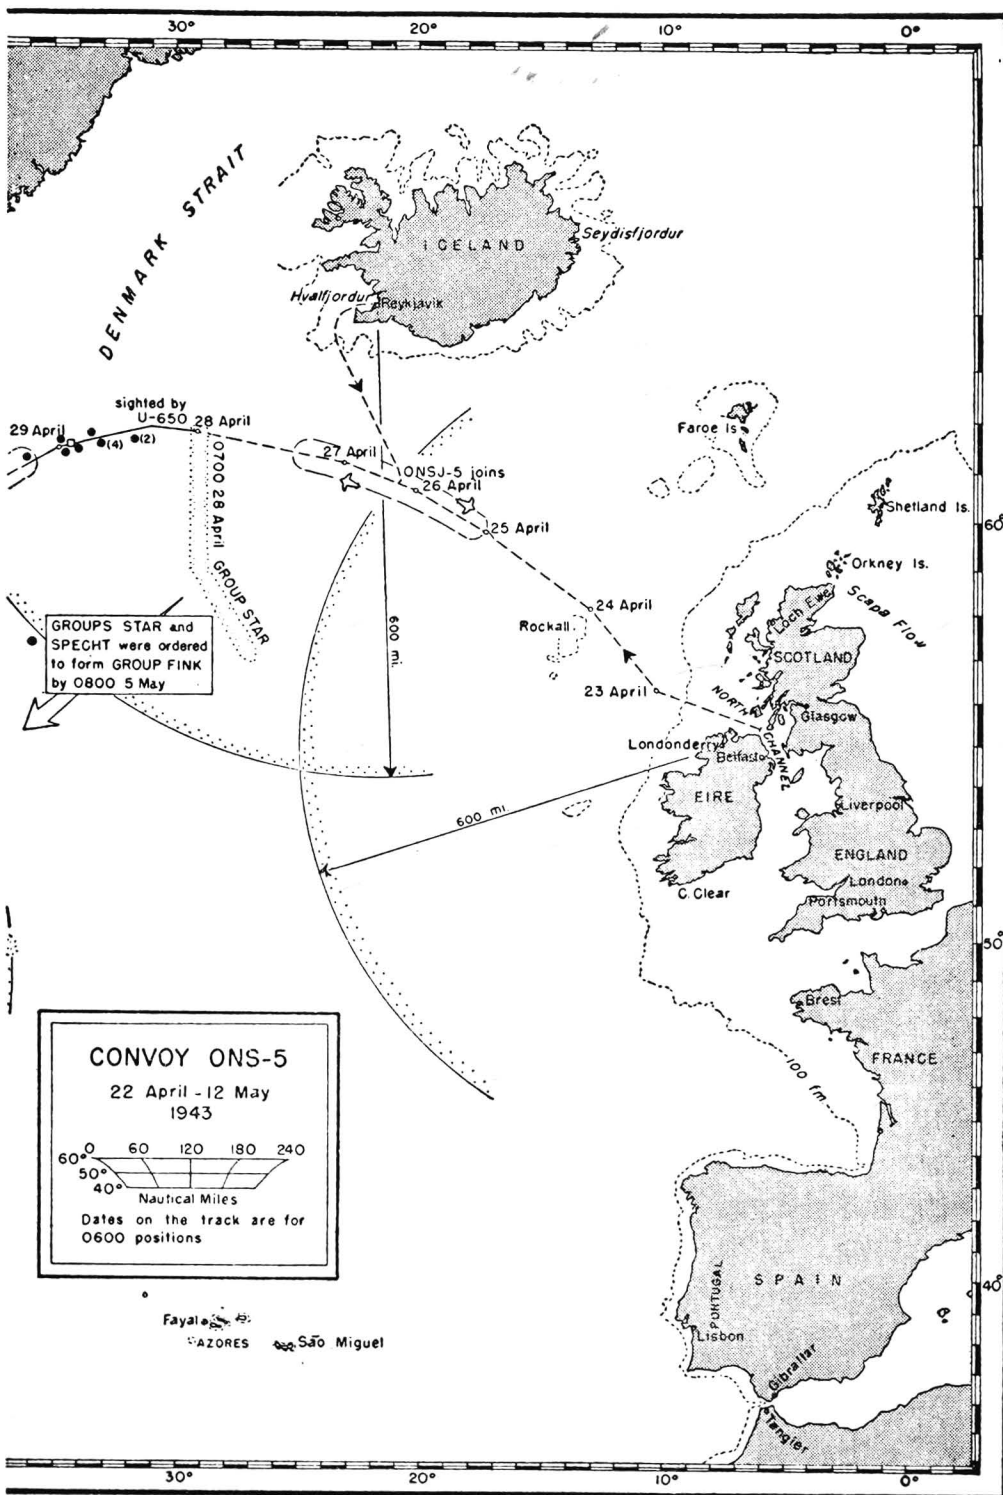 30°
20°
10°
0°
DENMARK STRAIT
ICELAND
Seydisfjordur
Hvalfjordur
Reykjavik
sighted by
U-650
28 April
29 April
(4)
(2)
27 April
ONSJ-5 joins
26 April
25 April
Faroe Is
Shetland Is.
60°
Orkney Is.
Scapa Flow
Loch Ewe
0700 28 April
GROUP STAR
24 April
Rockall
SCOTLAND
GROUPS STAR and
SPECHT were ordered
to form GROUP FINK
by 0800 5 May
600 mi.
23 April
NORTH CHANNEL
Glasgow
Londonderry
Belfast
EIRE
600 mi.
Liverpool
ENGLAND
London
Portsmouth
C. Clear
50°
Brest
FRANCE
100 fm.
CONVOY ONS-5
22 April - 12 May
1943
0 60 120 180 240
60°
50°
40°
Nautical Miles
Dates on the track are for
0600 positions
SPAIN
PORTUGAL
40°
Fayal
AZORES
São Miguel
Lisbon
Gibraltar
Tangier
30°
20°
10°
0°